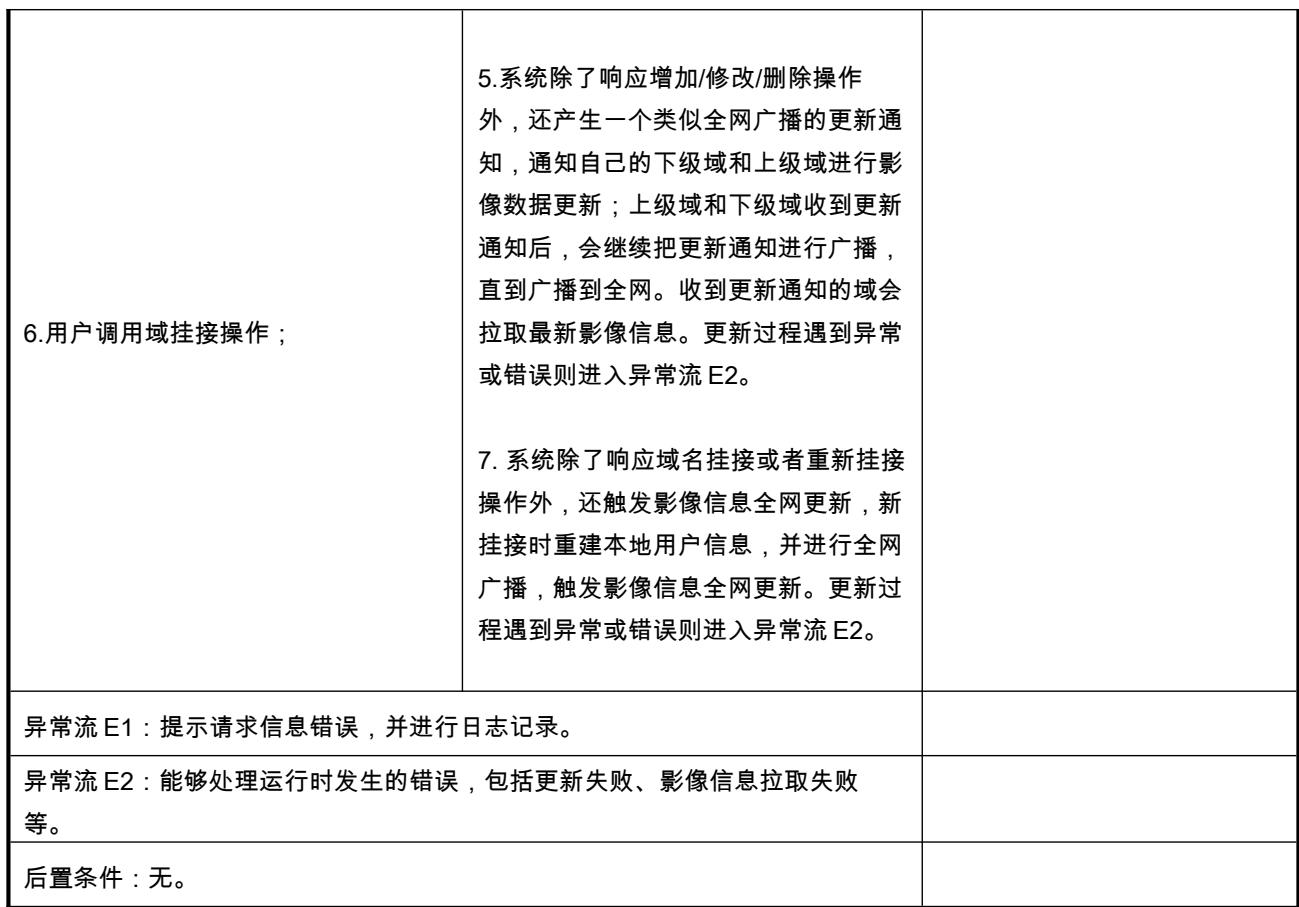 6.用户调用域挂接操作；
5.系统除了响应增加/修改/删除操作
外，还产生一个类似全网广播的更新通
知，通知自己的下级域和上级域进行影
像数据更新；上级域和下级域收到更新
通知后，会继续把更新通知进行广播，
直到广播到全网。收到更新通知的域会
拉取最新影像信息。更新过程遇到异常
或错误则进入异常流 E2。
7. 系统除了响应域名挂接或者重新挂接
操作外，还触发影像信息全网更新，新
挂接时重建本地用户信息，并进行全网
广播，触发影像信息全网更新。更新过
程遇到异常或错误则进入异常流 E2。
异常流 E1：提示请求信息错误，并进行日志记录。
异常流 E2：能够处理运行时发生的错误，包括更新失败、影像信息拉取失败
等。
后置条件：无。